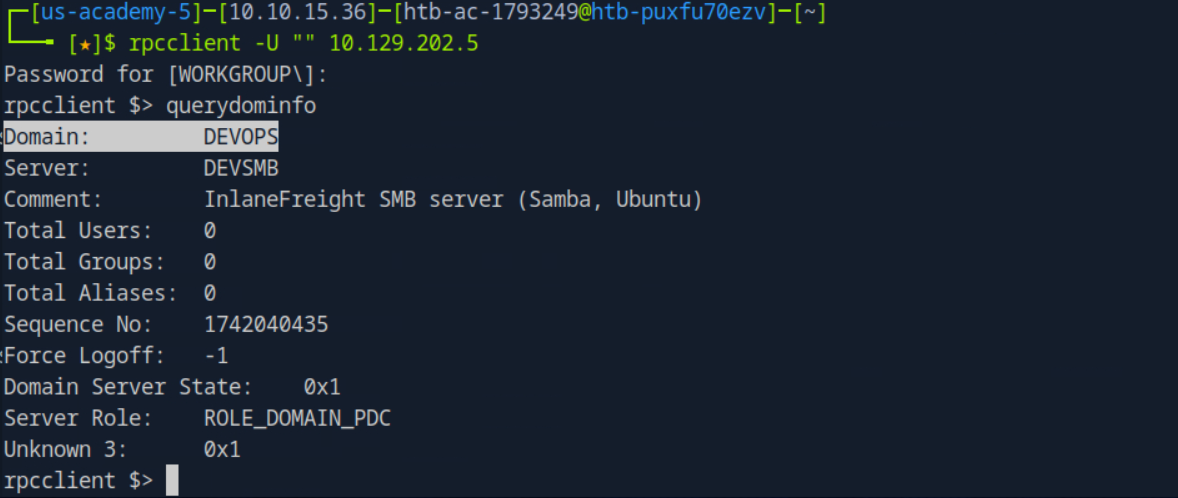 [us-academy-5]─[10.10.15.36]─[htb-ac-1793249@htb-puxfu70ezv]─[~]
[★]$ rpcclient -U "" 10.129.202.5
Password for [WORKGROUP\]:
rpcclient $> querydominfo
Domain: DEVOPS
Server: DEVSMB
Comment: InlaneFreight SMB server (Samba, Ubuntu)
Total Users: 0
Total Groups: 0
Total Aliases: 0
Sequence No: 1742040435
Force Logoff: -1
Domain Server State: 0x1
Server Role: ROLE_DOMAIN_PDC
Unknown 3: 0x1
rpcclient $>